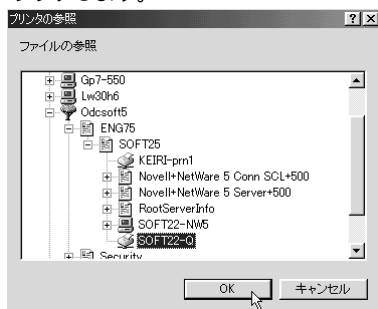 プリンタの参照
ファイルの参照
Gp7-550
Lw30h6
Odcsoft5
ENG75
SOFT25
KEIRI-prn1
Novell+NetWare 5 Conn SCL+500
Novell+NetWare 5 Server+500
RootServerInfo
SOFT22-NW5
SOFT22-Q
Security
OK
キャンセル